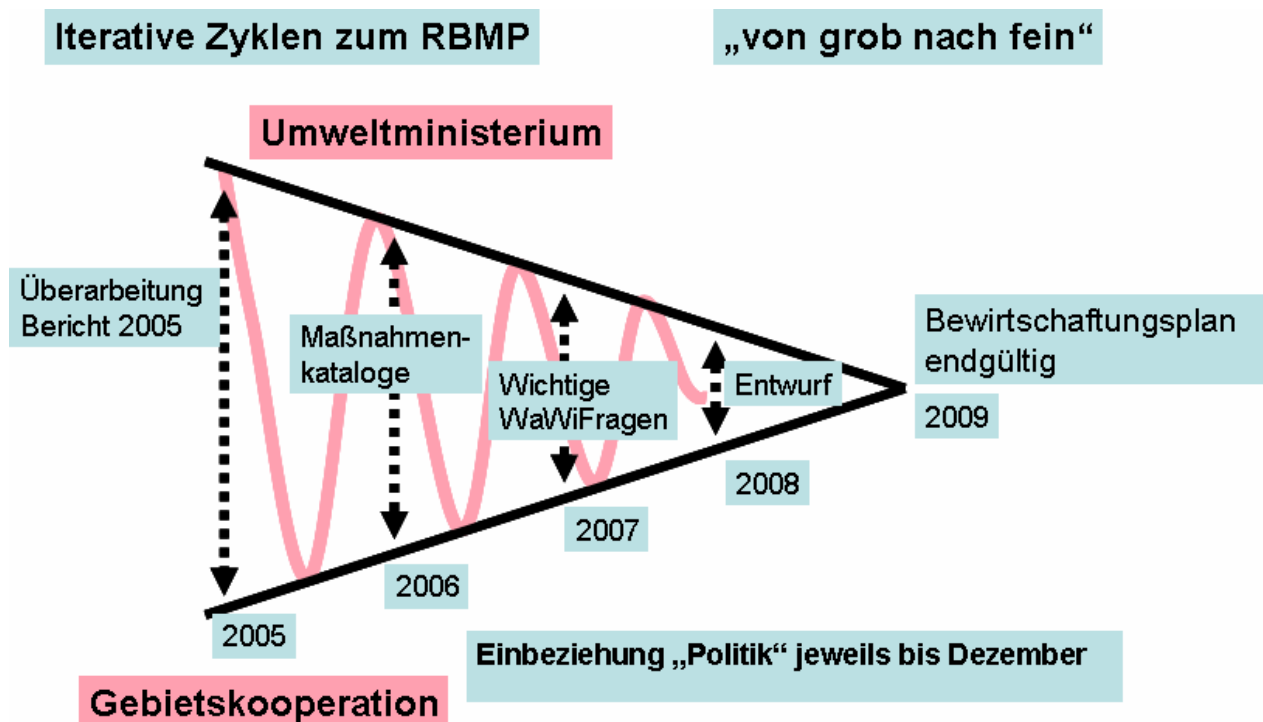 Iterative Zyklen zum RBMP
„von grob nach fein“
Umweltministerium
Überarbeitung
Bericht 2005
Maßnahmen-
kataloge
Wichtige
WaWiFragen
Entwurf
Bewirtschaftungsplan
endgültig
2009
2008
2007
2006
2005
Einbeziehung „Politik“ jeweils bis Dezember
Gebietskooperation